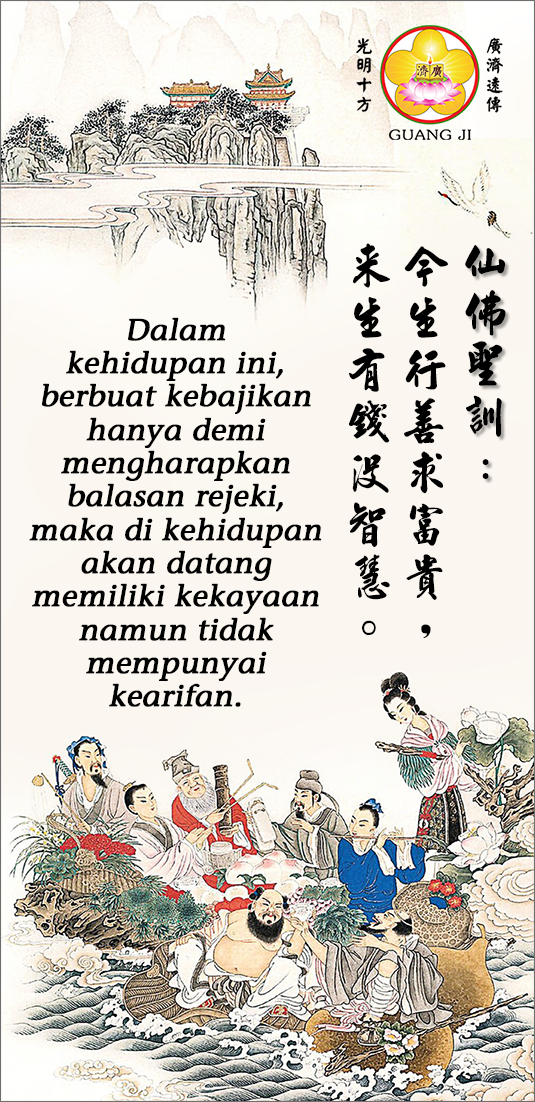 廣濟遠傳
光明十方
濟廣
GUANG JI
仙佛聖訓：
今生行善求富貴，
来生有錢没智慧。
Dalam
kehidupan ini,
berbuat kebajikan
hanya demi
mengharapkan
balasan rejeki,
maka di kehidupan
akan datang
memiliki kekayaan
namun tidak
mempunyai
kearifan.